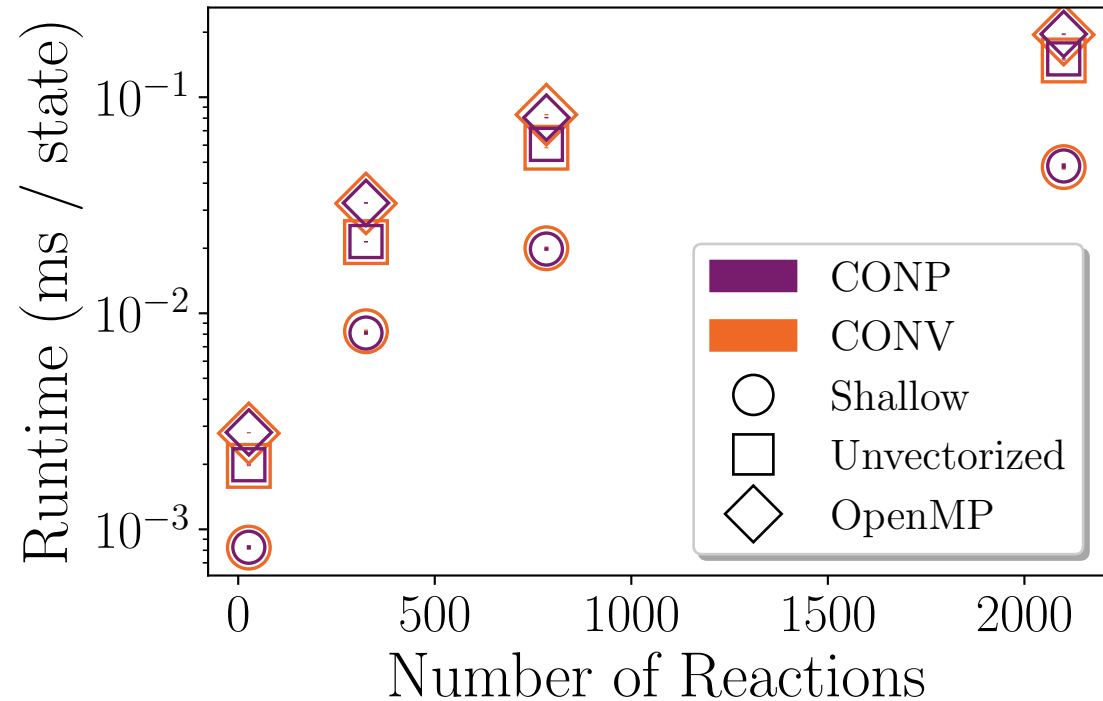 Runtime (ms / state)
10⁻¹
10⁻²
10⁻³
0 500 1000 1500 2000
Number of Reactions
CONP
CONV
Shallow
Unvectorized
OpenMP